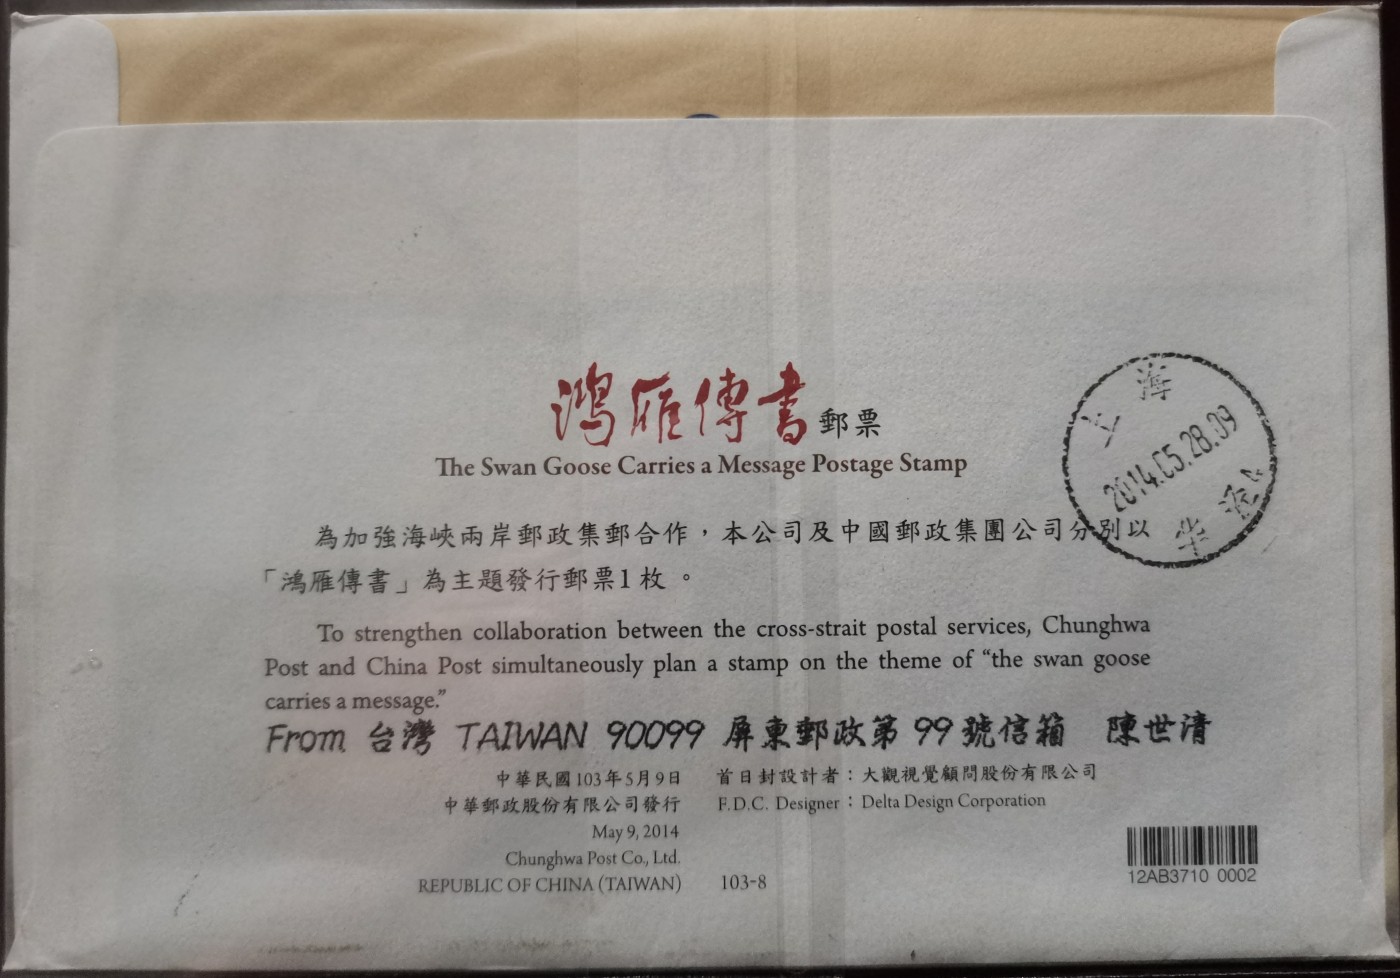 鴻雁傳書郵票
The Swan Goose Carries a Message Postage Stamp
上海
2014.05.28.09
為加強海峽兩岸郵政集郵合作，本公司及中國郵政集團公司分別以
「鴻雁傳書」為主題發行郵票1枚。
To strengthen collaboration between the cross-strait postal services, Chunghwa
Post and China Post simultaneously plan a stamp on the theme of “the swan goose
carries a message.”
From 台灣 TAIWAN 90099 屏東郵政第99號信箱 陳世清
中華民國103年5月9日
中華郵政股份有限公司發行
May 9, 2014
Chunghwa Post Co., Ltd.
REPUBLIC OF CHINA (TAIWAN)
首日封設計者：大觀視覺顧問股份有限公司
F.D.C. Designer：Delta Design Corporation
103-8
12AB3710 0002